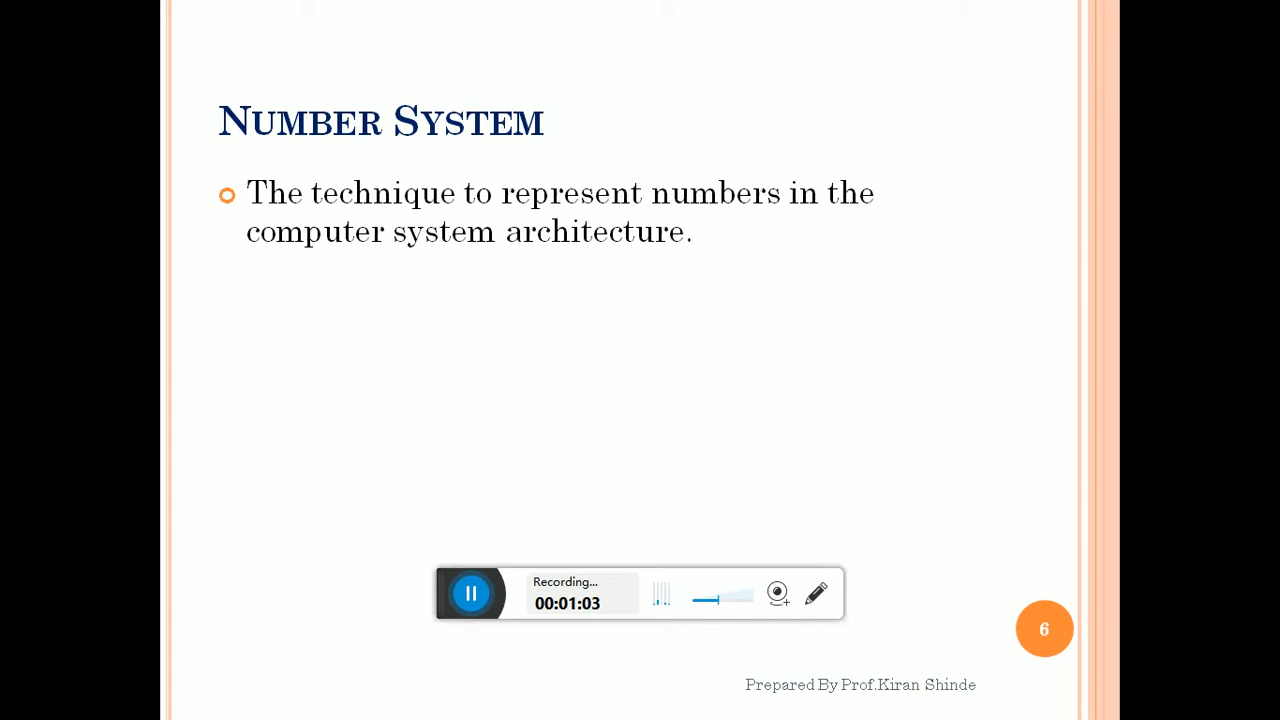 NUMBER SYSTEM
The technique to represent numbers in the
computer system architecture.
Recording...
00:01:03
6
Prepared By Prof.Kiran Shinde